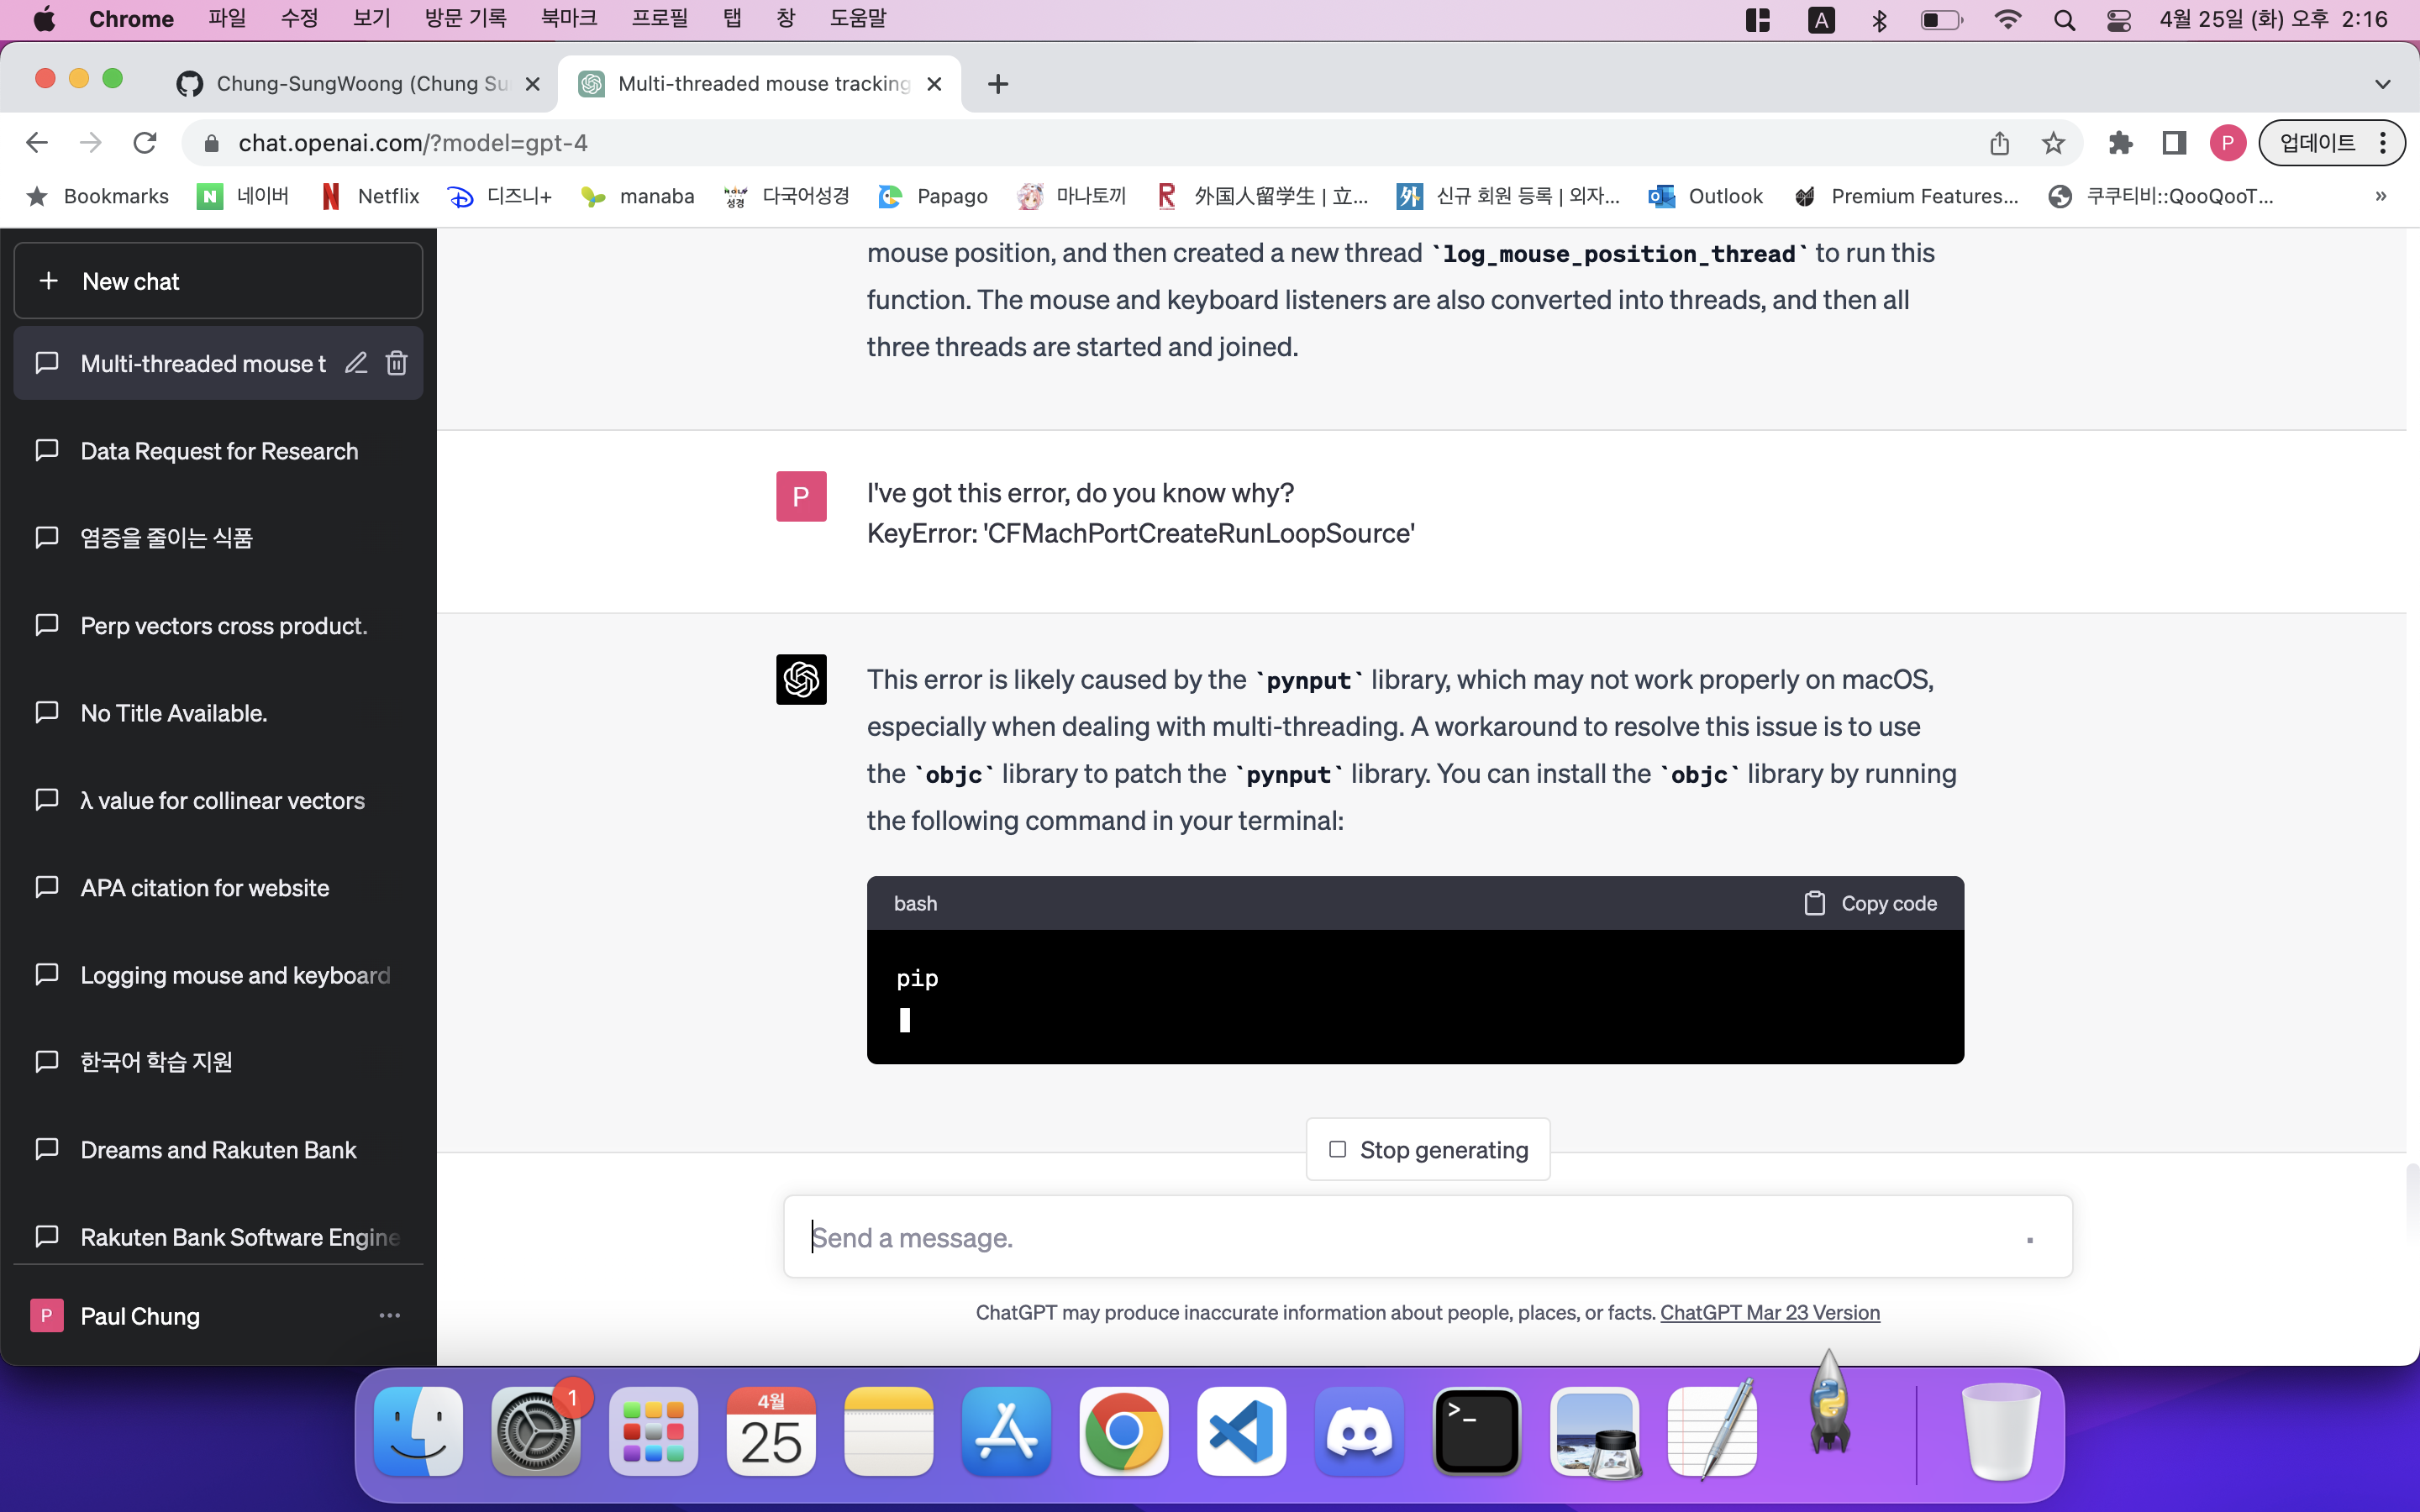 Chrome 파일 수정 보기 방문 기록 북마크 프로필 탭 창 도움말 A 4월 25일 (화) 오후 2:16
Chung-SungWoong (Chung Su
Multi-threaded mouse tracking
chat.openai.com/?model=gpt-4
P 업데이트
Bookmarks N 네이버 N Netflix 디즈니+ manaba 다국어성경 Papago 마나토끼 R 外国人留学生 | 立... 外 신규 회원 등록 | 외자... Outlook Premium Features... 쿠쿠티비::QooQooT... »
New chat
Multi-threaded mouse t
Data Request for Research
염증을 줄이는 식품
Perp vectors cross product.
No Title Available.
λ value for collinear vectors
APA citation for website
Logging mouse and keyboard
한국어 학습 지원
Dreams and Rakuten Bank
Rakuten Bank Software Engine
P Paul Chung ...
mouse position, and then created a new thread `log_mouse_position_thread` to run this
function. The mouse and keyboard listeners are also converted into threads, and then all
three threads are started and joined.
P
I've got this error, do you know why?
KeyError: 'CFMachPortCreateRunLoopSource'
This error is likely caused by the `pynput` library, which may not work properly on macOS,
especially when dealing with multi-threading. A workaround to resolve this issue is to use
the `objc` library to patch the `pynput` library. You can install the `objc` library by running
the following command in your terminal:
bash Copy code
pip
Stop generating
Send a message.
ChatGPT may produce inaccurate information about people, places, or facts. ChatGPT Mar 23 Version
1
4월
25
>_